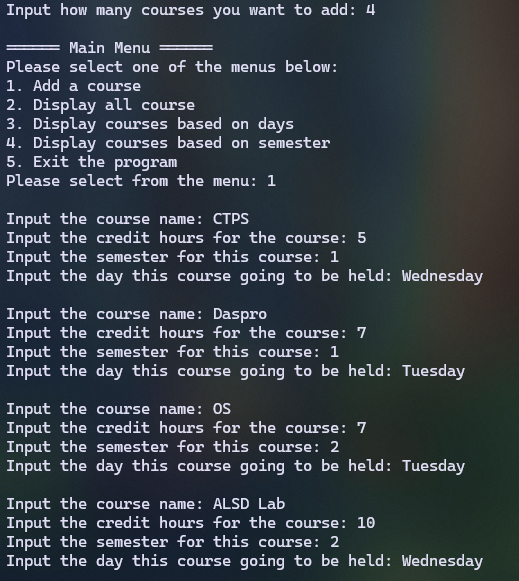 Input how many courses you want to add: 4
====== Main Menu ======
Please select one of the menus below:
1. Add a course
2. Display all course
3. Display courses based on days
4. Display courses based on semester
5. Exit the program
Please select from the menu: 1
Input the course name: CTPS
Input the credit hours for the course: 5
Input the semester for this course: 1
Input the day this course going to be held: Wednesday
Input the course name: Daspro
Input the credit hours for the course: 7
Input the semester for this course: 1
Input the day this course going to be held: Tuesday
Input the course name: OS
Input the credit hours for the course: 7
Input the semester for this course: 2
Input the day this course going to be held: Tuesday
Input the course name: ALSD Lab
Input the credit hours for the course: 10
Input the semester for this course: 2
Input the day this course going to be held: Wednesday